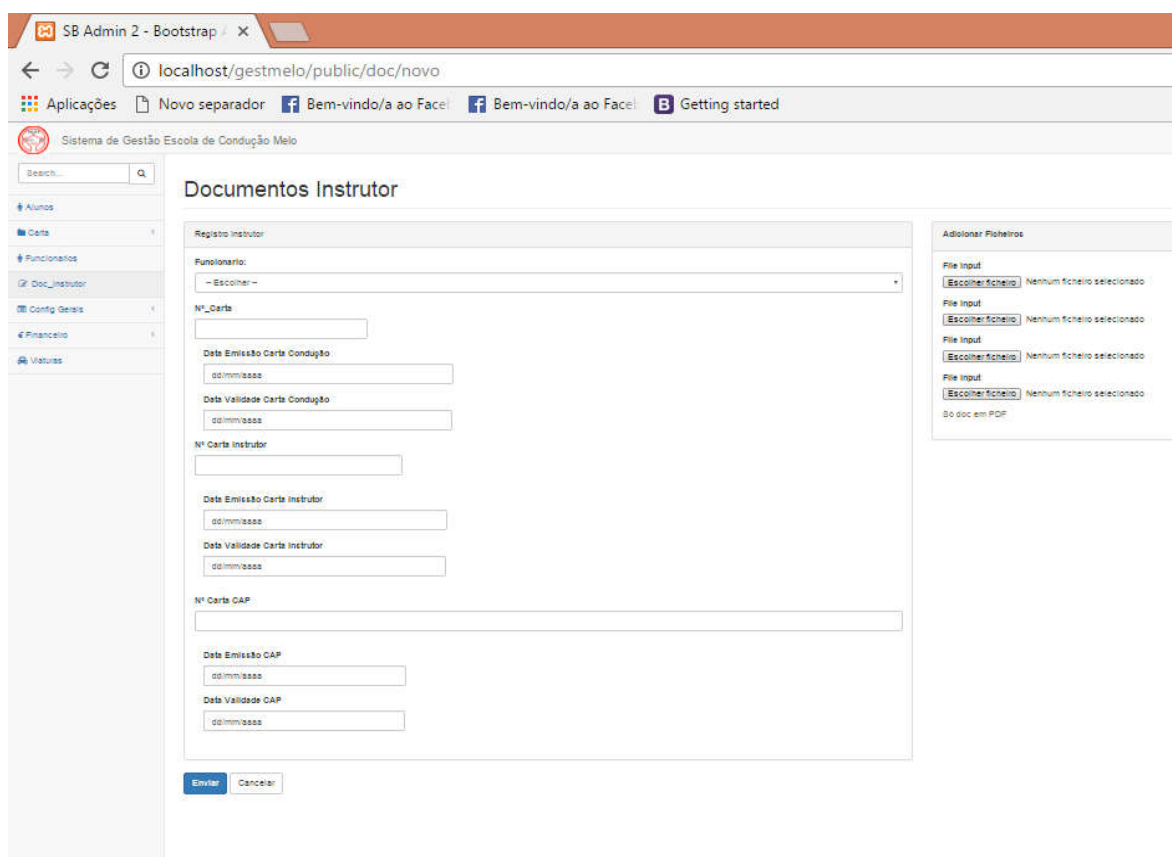 SB Admin 2 - Bootstrap A
localhost/gestmelo/public/doc/novo
Aplicações Novo separador Bem-vindo/a ao Facel Bem-vindo/a ao Facel Getting started
Sistema de Gestão Escola de Condução Melo
Search...
Documentos Instrutor
Alunos
Carta
Funcionarios
Doc_instrutor
Config Gerais
Financeiro
Viaturas
Registro Instrutor
Funcionario:
-- Escolher --
Nº_Carta
Data Emissão Carta Condução
dd/mm/aaaa
Data Validade Carta Condução
dd/mm/aaaa
Nº Carta Instrutor
Data Emissão Carta Instrutor
dd/mm/aaaa
Data Validade Carta Instrutor
dd/mm/aaaa
Nº Carta CAP
Data Emissão CAP
dd/mm/aaaa
Data Validade CAP
dd/mm/aaaa
Enviar Cancelar
Adicionar Ficheiros
File input
Escolher ficheiro Nenhum ficheiro selecionado
File input
Escolher ficheiro Nenhum ficheiro selecionado
File input
Escolher ficheiro Nenhum ficheiro selecionado
File input
Escolher ficheiro Nenhum ficheiro selecionado
Só doc em PDF